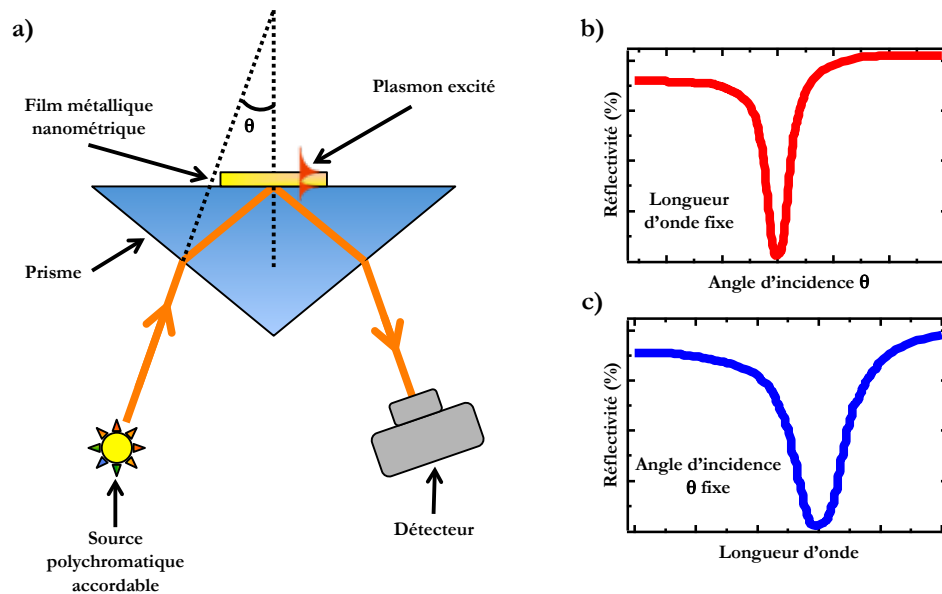 a)
Film métallique
nanométrique
θ
Plasmon excité
Prisme
Source
polychromatique
accordable
Détecteur
b)
Réflectivité (%)
Longueur
d'onde fixe
Angle d'incidence θ
c)
Réflectivité (%)
Angle d'incidence
θ fixe
Longueur d'onde